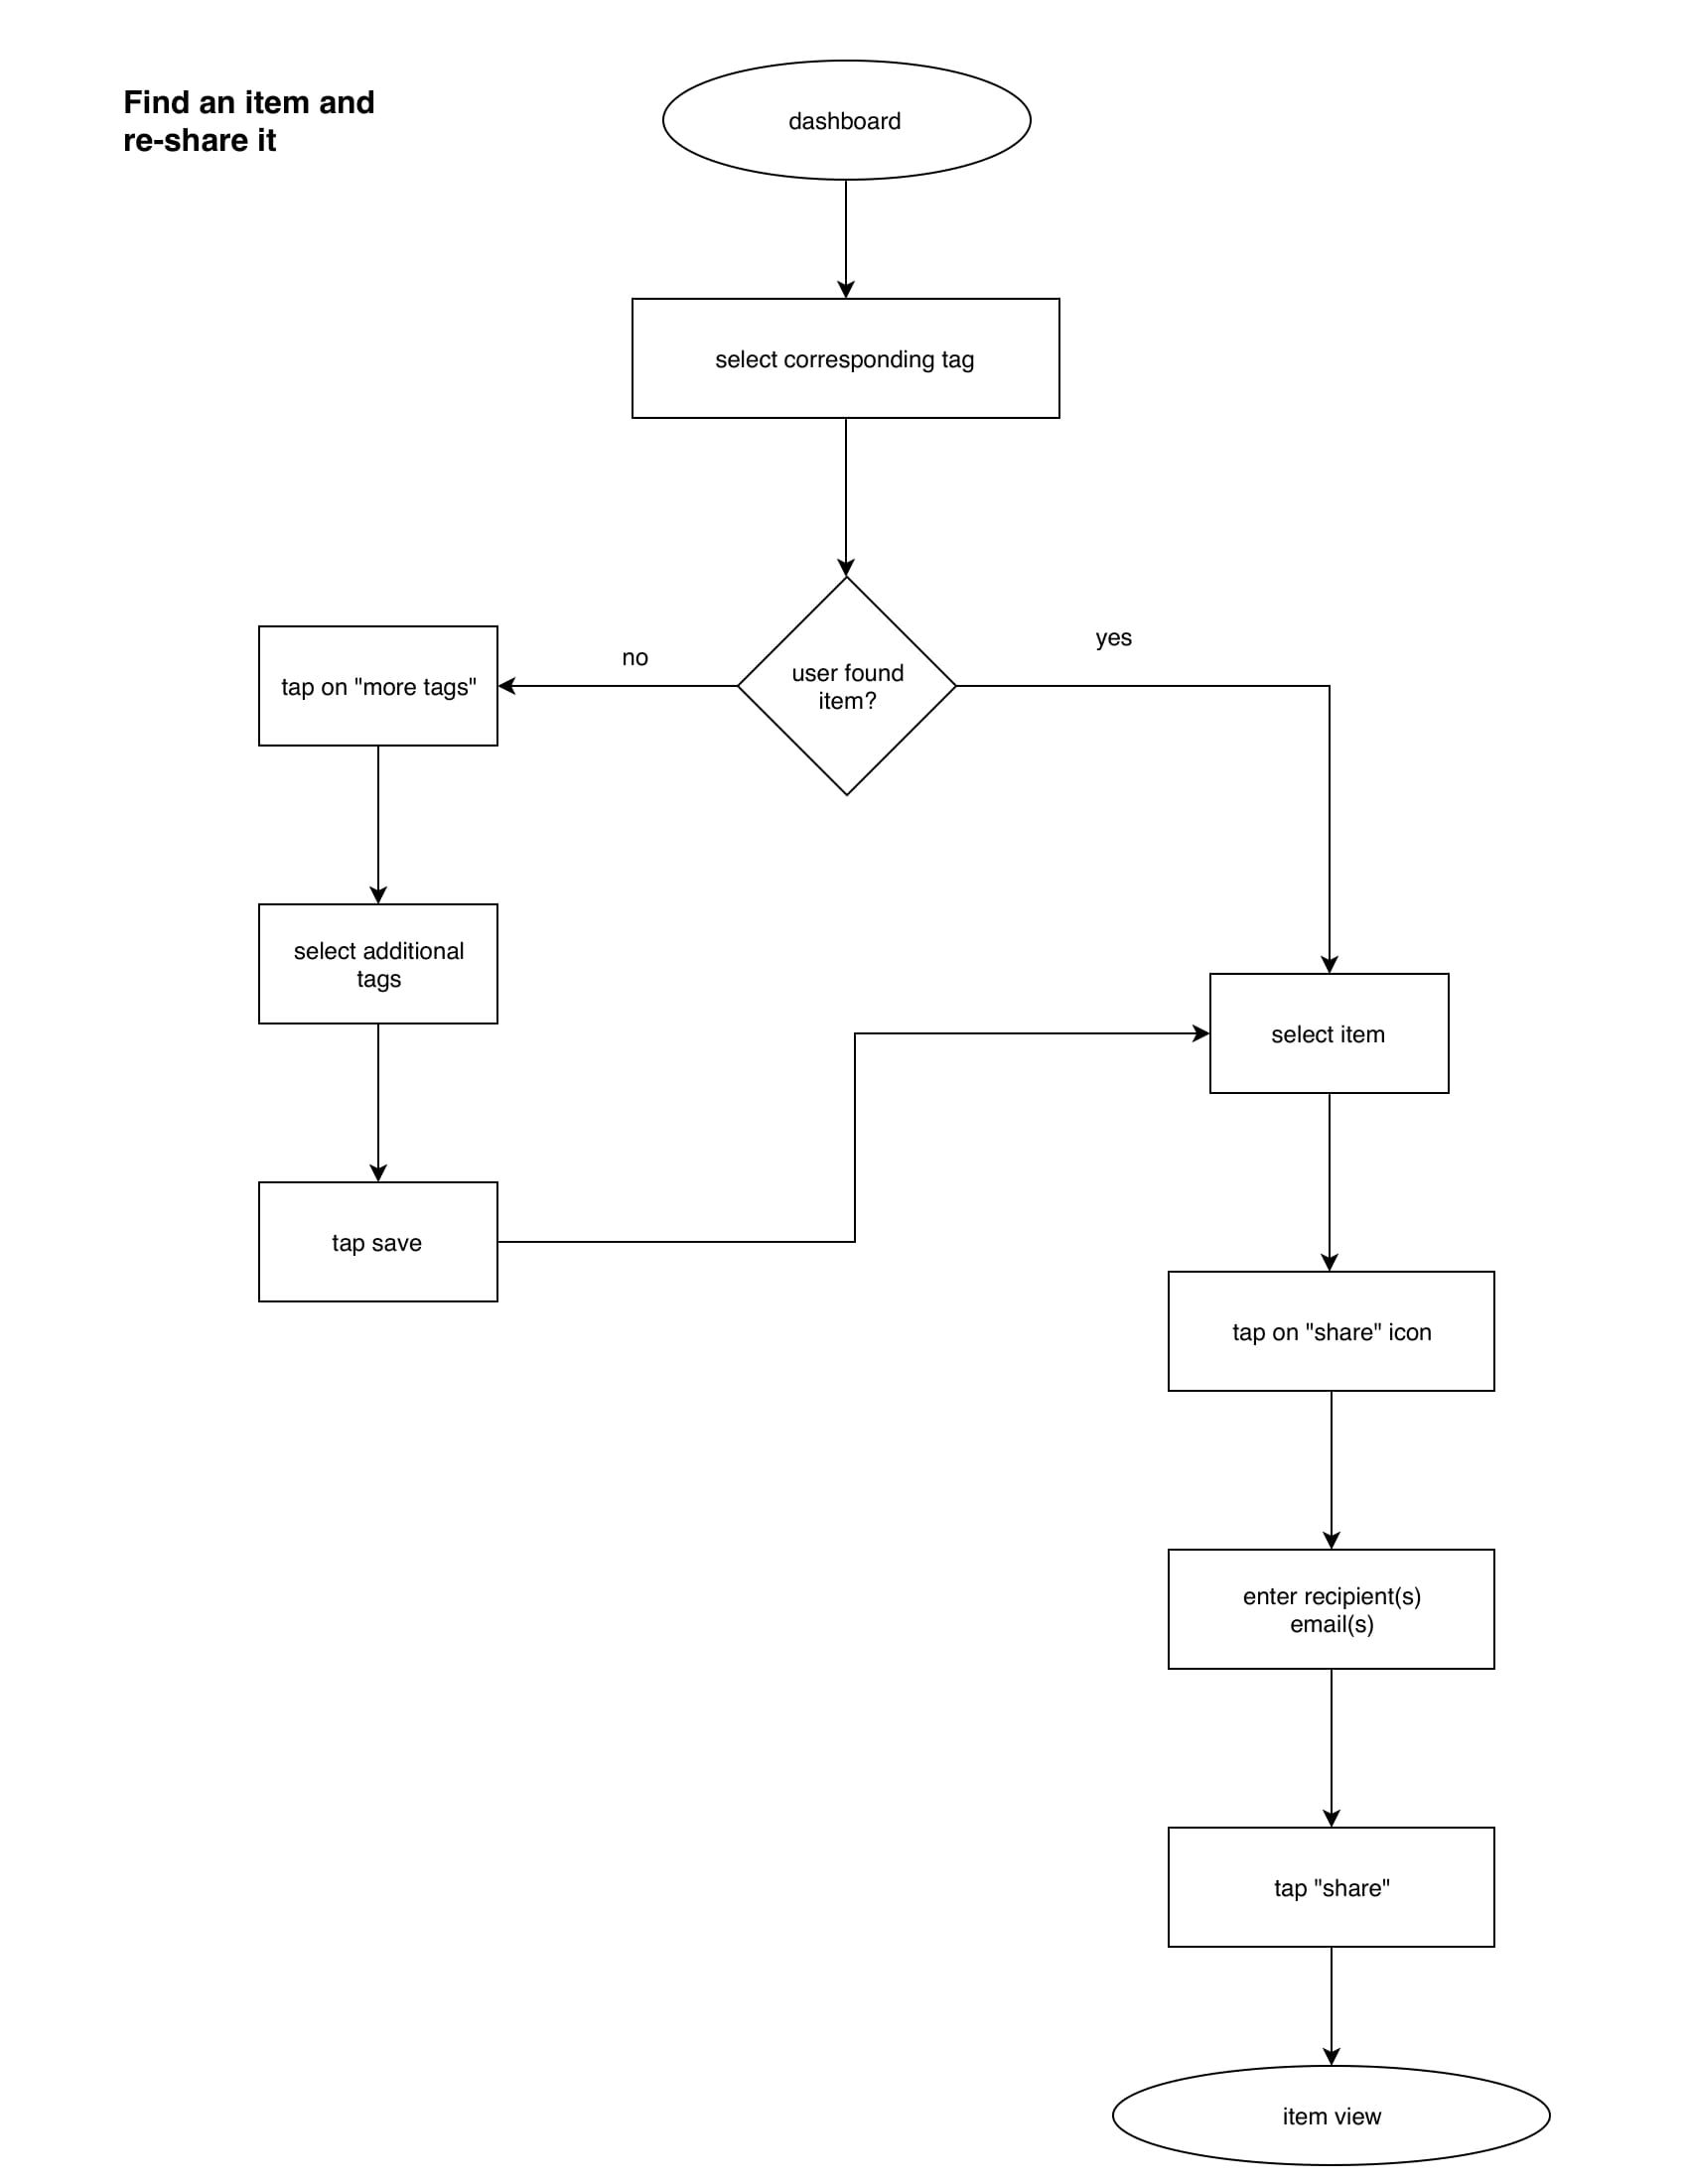 Find an item and
re-share it
dashboard
select corresponding tag
no
yes
user found
item?
tap on "more tags"
select additional
tags
select item
tap save
tap on "share" icon
enter recipient(s)
email(s)
tap "share"
item view